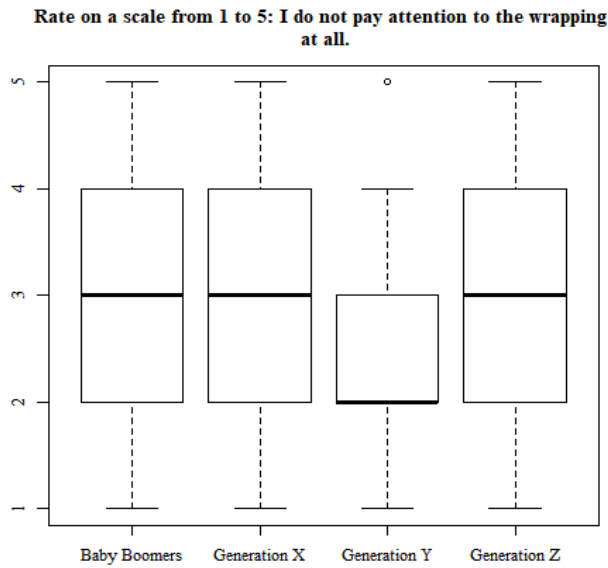 Rate on a scale from 1 to 5: I do not pay attention to the wrapping
at all.
5
4
3
2
1
Baby Boomers Generation X Generation Y Generation Z